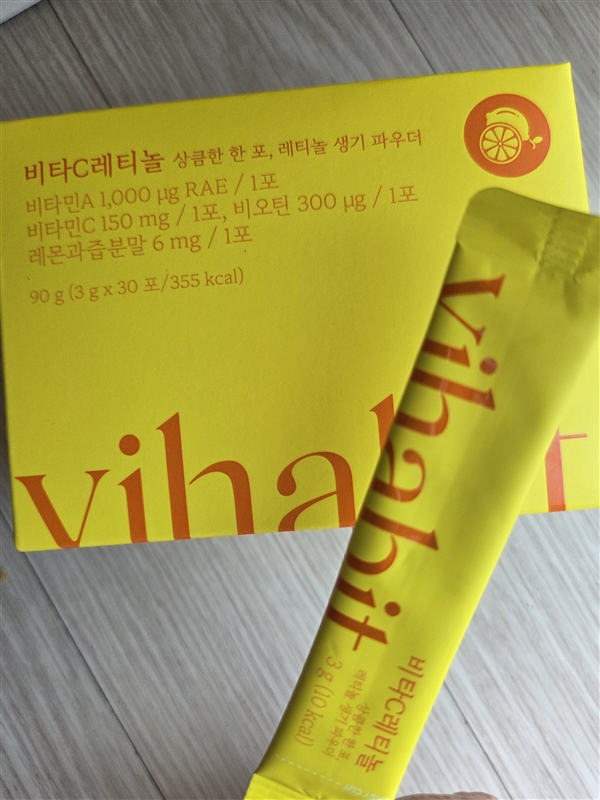 비타C레티놀 상큼한 한 포, 레티놀 생기 파우더
비타민A 1,000 µg RAE / 1포
비타민C 150 mg / 1포, 비오틴 300 µg / 1포
레몬과즙분말 6 mg / 1포
90 g (3 g x 30 포/355 kcal)
vihabit
vihabit
비타C레티놀
상큼한 한 포,
레티놀 생기 파우더
3 g (10 kcal)